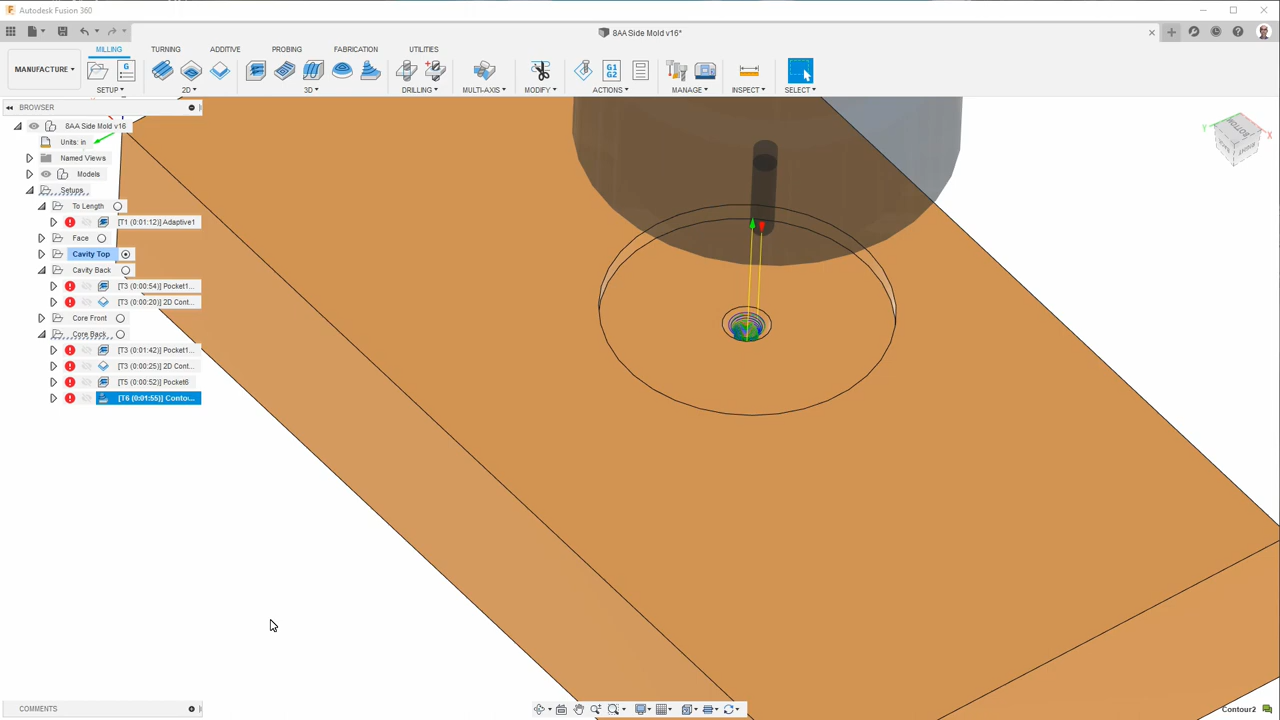 Autodesk Fusion 360
8AA Side Mold v16*
MILLING TURNING ADDITIVE PROBING FABRICATION UTILITIES
MANUFACTURE
G
G1
G2
SETUP 2D 3D DRILLING MULTI-AXIS MODIFY ACTIONS MANAGE INSPECT SELECT
BROWSER
8AA Side Mold v16
Units: in
Named Views
Models
Setups
To Length
[T1 (0:01:12)] Adaptive1
Face
Cavity Top
Cavity Back
[T3 (0:00:54)] Pocket1...
[T3 (0:00:20)] 2D Cont...
Core Front
Core Back
[T3 (0:01:42)] Pocket1...
[T3 (0:00:25)] 2D Cont...
[T5 (0:00:52)] Pocket6
[T6 (0:01:55)] Contou...
Y
X
BOTTOM
COMMENTS
Contour2